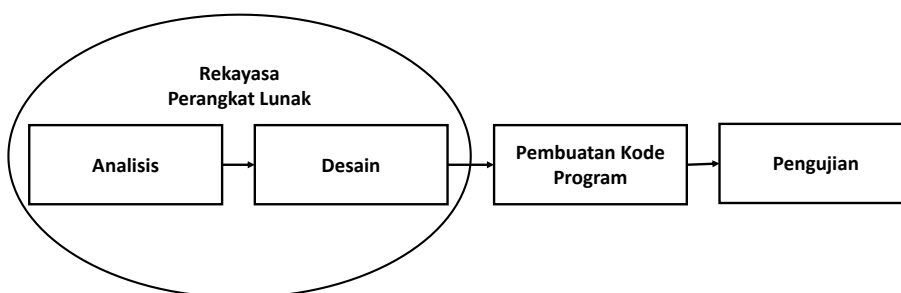 Rekayasa
Perangkat Lunak
Analisis
Desain
Pembuatan Kode
Program
Pengujian